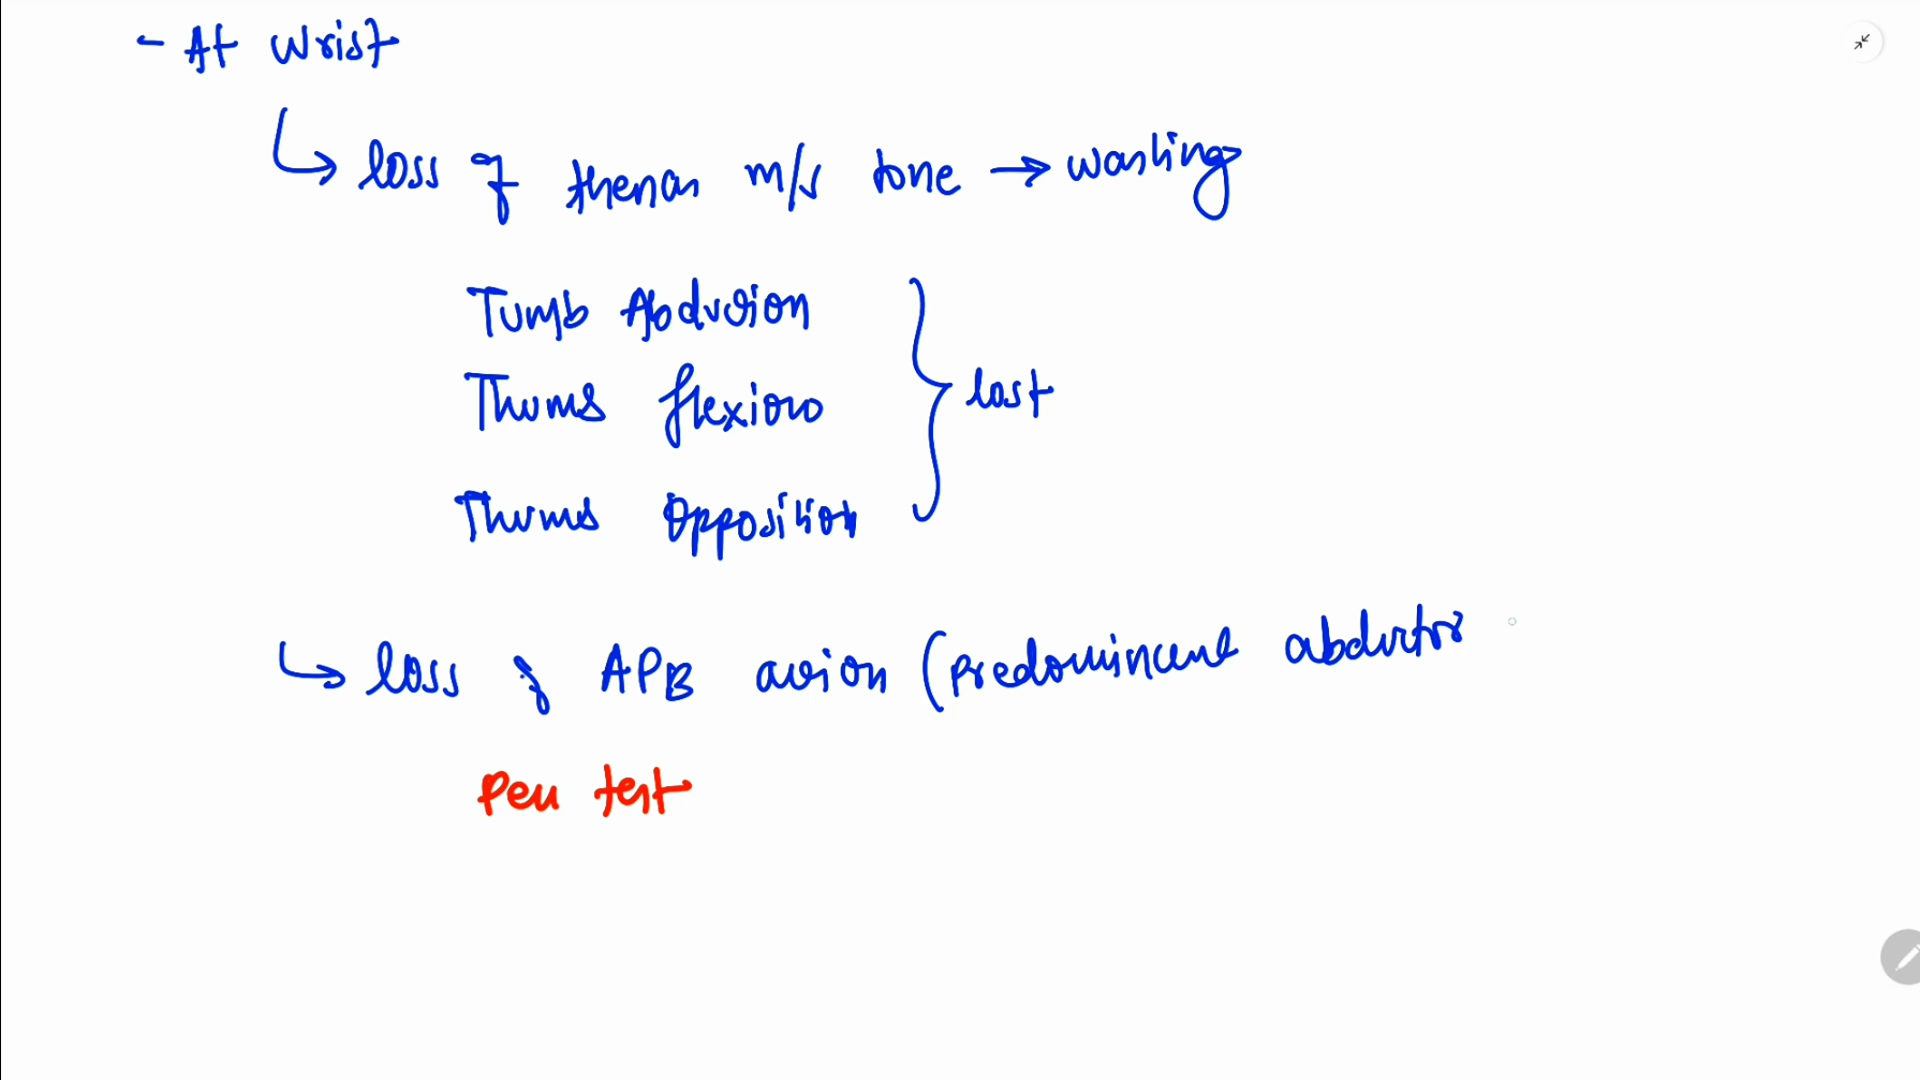 - At wrist
↳ loss of thenar m/s tone → wasting
Tumb Abduction
Thumb flexion
Thumb Opposition
} lost
↳ loss of APB action (Predominent abductor
Pen test